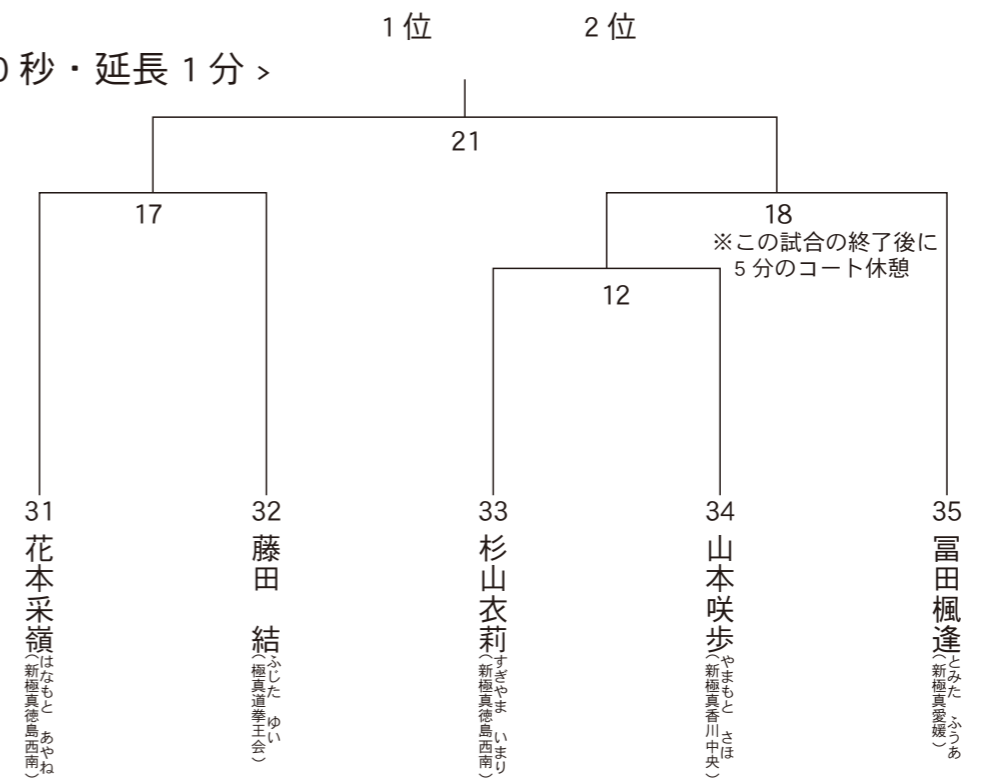 1位 2位
0秒・延長1分>
21
17
18
※この試合の終了後に
5分のコート休憩
12
31
花本采嶺
はなもと あやね
(新極真徳島西南)
32
藤田 結
ふじた ゆい
(極真道拳王会)
33
杉山衣莉
すぎやま いまり
(新極真徳島西南)
34
山本咲歩
やまもと さほ
(新極真香川中央)
35
冨田楓逢
とみた ふうあ
(新極真愛媛)